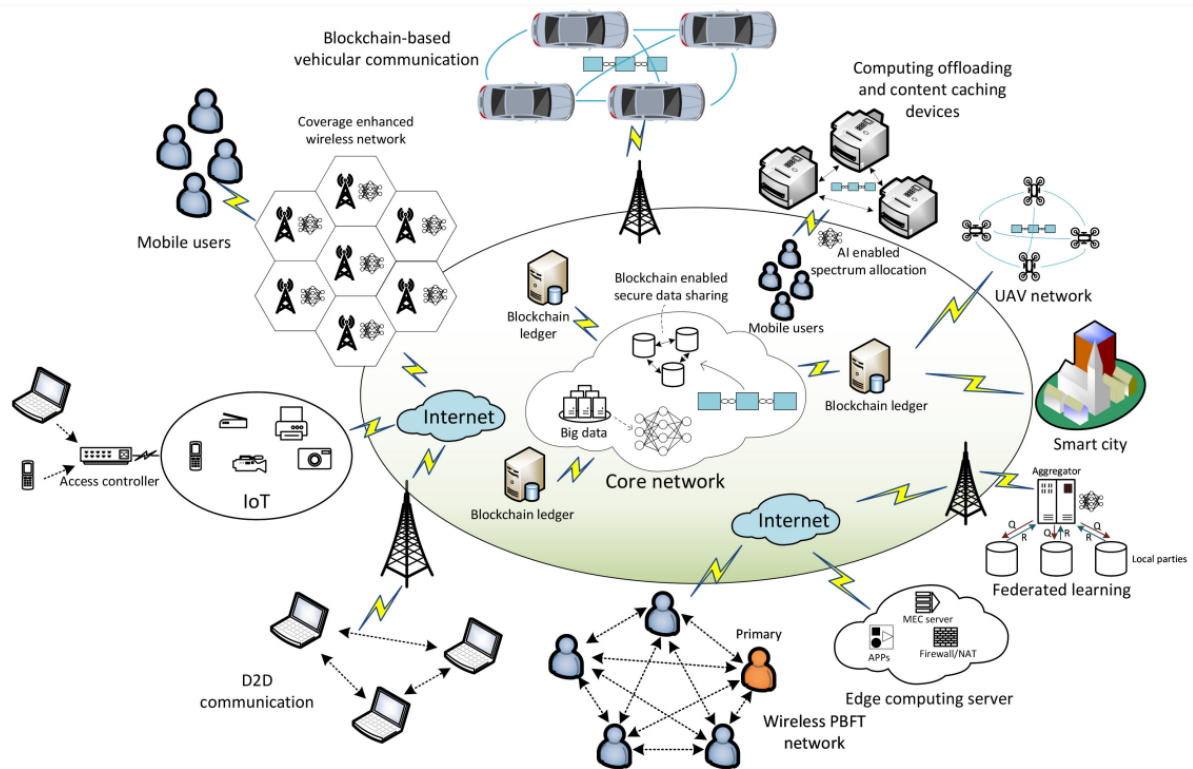 Blockchain-based
vehicular communication
Computing offloading
and content caching
devices
Coverage enhanced
wireless network
Mobile users
AI enabled
spectrum allocation
Mobile users
UAV network
Blockchain enabled
secure data sharing
Blockchain
ledger
Blockchain ledger
Internet
Big data
Core network
Smart city
Access controller
IoT
Blockchain ledger
Internet
Aggregator
Q
R
Q
R
Q
R
Local parties
Federated learning
MEC server
APPs
Firewall/NAT
Edge computing server
D2D
communication
Primary
Wireless PBFT
network